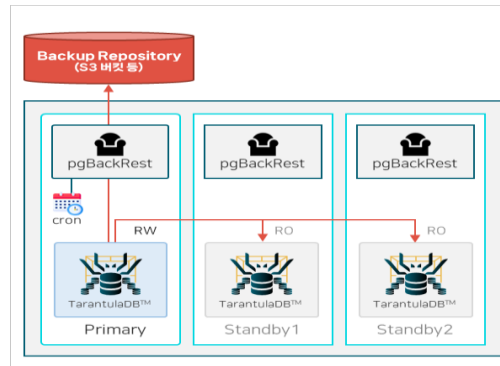 Backup Repository
(S3 버킷 등)
pgBackRest
pgBackRest
pgBackRest
cron
RW
RO
RO
TarantulaDB™
TarantulaDB™
TarantulaDB™
Primary
Standby1
Standby2